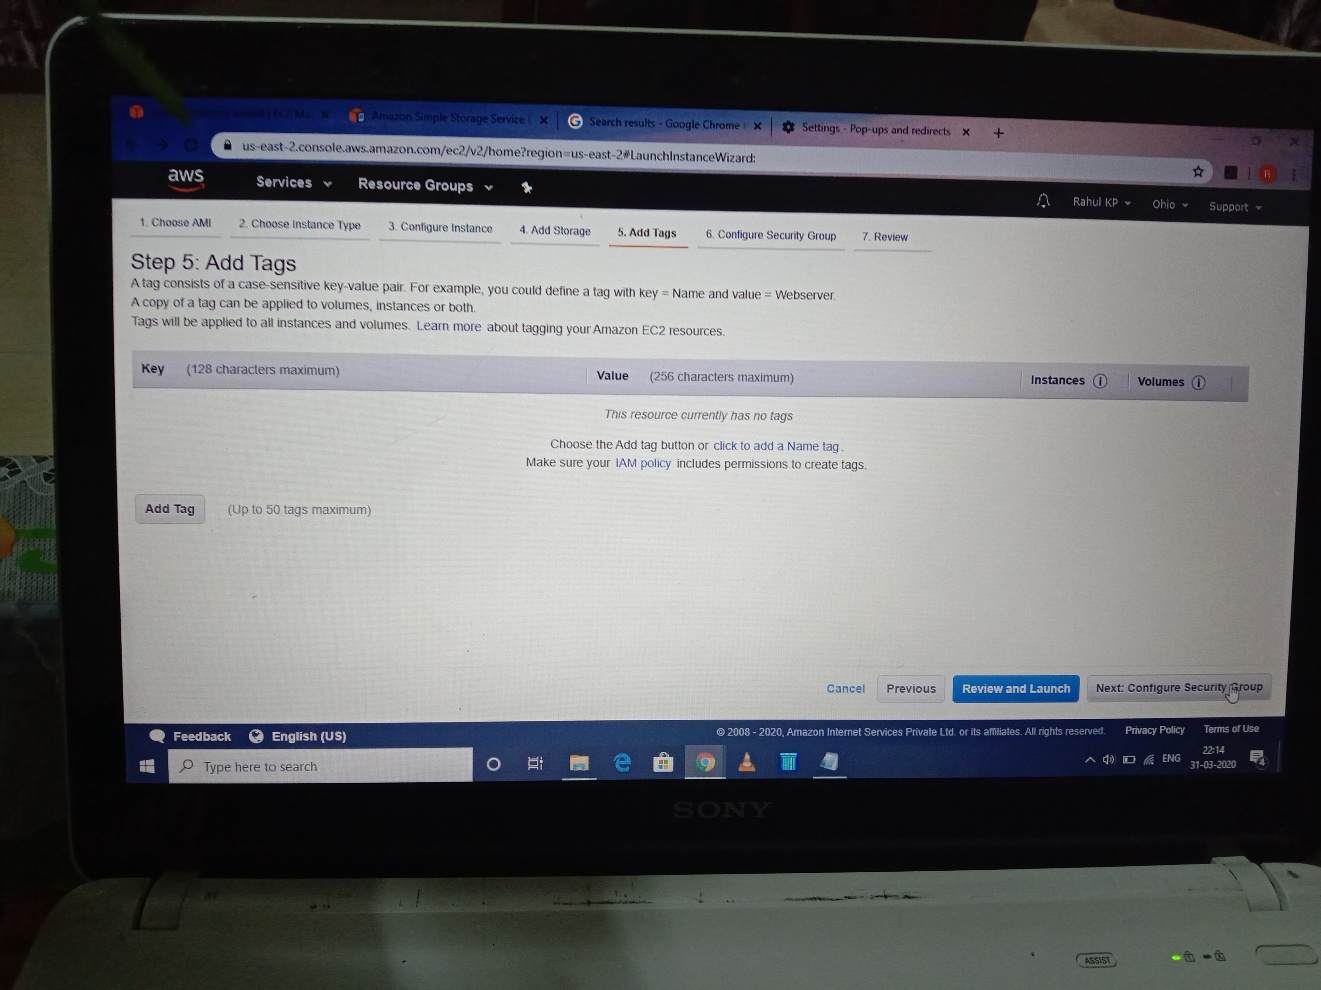 Amazon Simple Storage Service
Search results - Google Chrome
Settings - Pop-ups and redirects
us-east-2.console.aws.amazon.com/ec2/v2/home?region=us-east-2#LaunchInstanceWizard:
aws Services Resource Groups Rahul KP Ohio Support
1. Choose AMI 2. Choose Instance Type 3. Configure Instance 4. Add Storage 5. Add Tags 6. Configure Security Group 7. Review
Step 5: Add Tags
A tag consists of a case-sensitive key-value pair. For example, you could define a tag with key = Name and value = Webserver.
A copy of a tag can be applied to volumes, instances or both.
Tags will be applied to all instances and volumes. Learn more about tagging your Amazon EC2 resources.
Key (128 characters maximum) Value (256 characters maximum) Instances Volumes
This resource currently has no tags
Choose the Add tag button or click to add a Name tag.
Make sure your IAM policy includes permissions to create tags.
Add Tag (Up to 50 tags maximum)
Cancel Previous Review and Launch Next: Configure Security Group
Feedback English (US) © 2008 - 2020, Amazon Internet Services Private Ltd. or its affiliates. All rights reserved. Privacy Policy Terms of Use
Type here to search ENG 22:14
31-03-2020
4
SONY
ASSIST